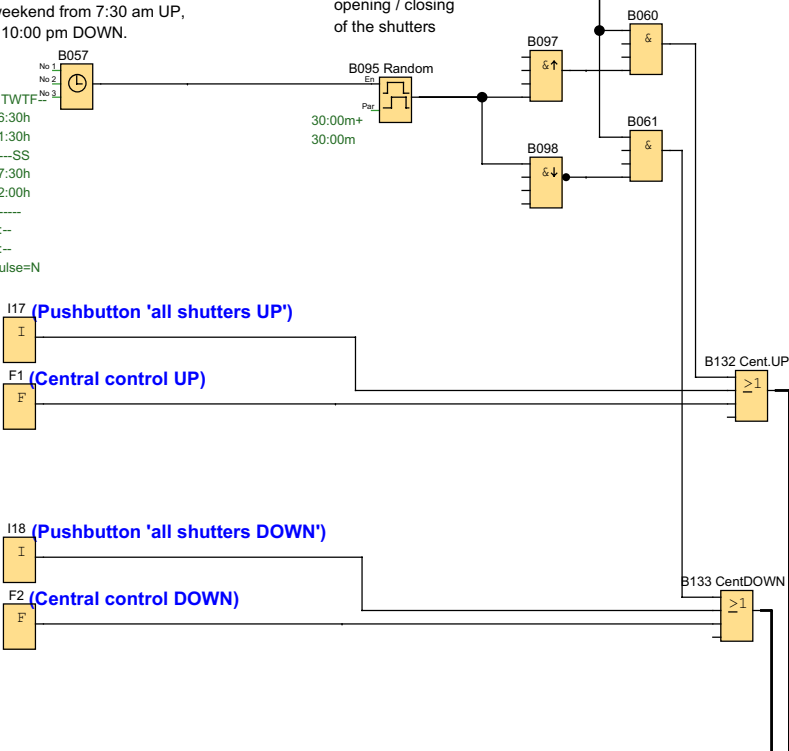 weekend from 7:30 am UP,
10:00 pm DOWN.
opening / closing
of the shutters
B057
No 1
No 2
No 3
TWTF--
6:30h
1:30h
---SS
7:30h
2:00h
-----
:--
:--
ulse=N
B095 Random
En
Par
30:00m+
30:00m
B097
&↑
B098
&↓
B060
&
B061
&
I17 (Pushbutton 'all shutters UP')
I
F1 (Central control UP)
F
B132 Cent.UP
≥1
I18 (Pushbutton 'all shutters DOWN')
I
F2 (Central control DOWN)
F
B133 CentDOWN
≥1